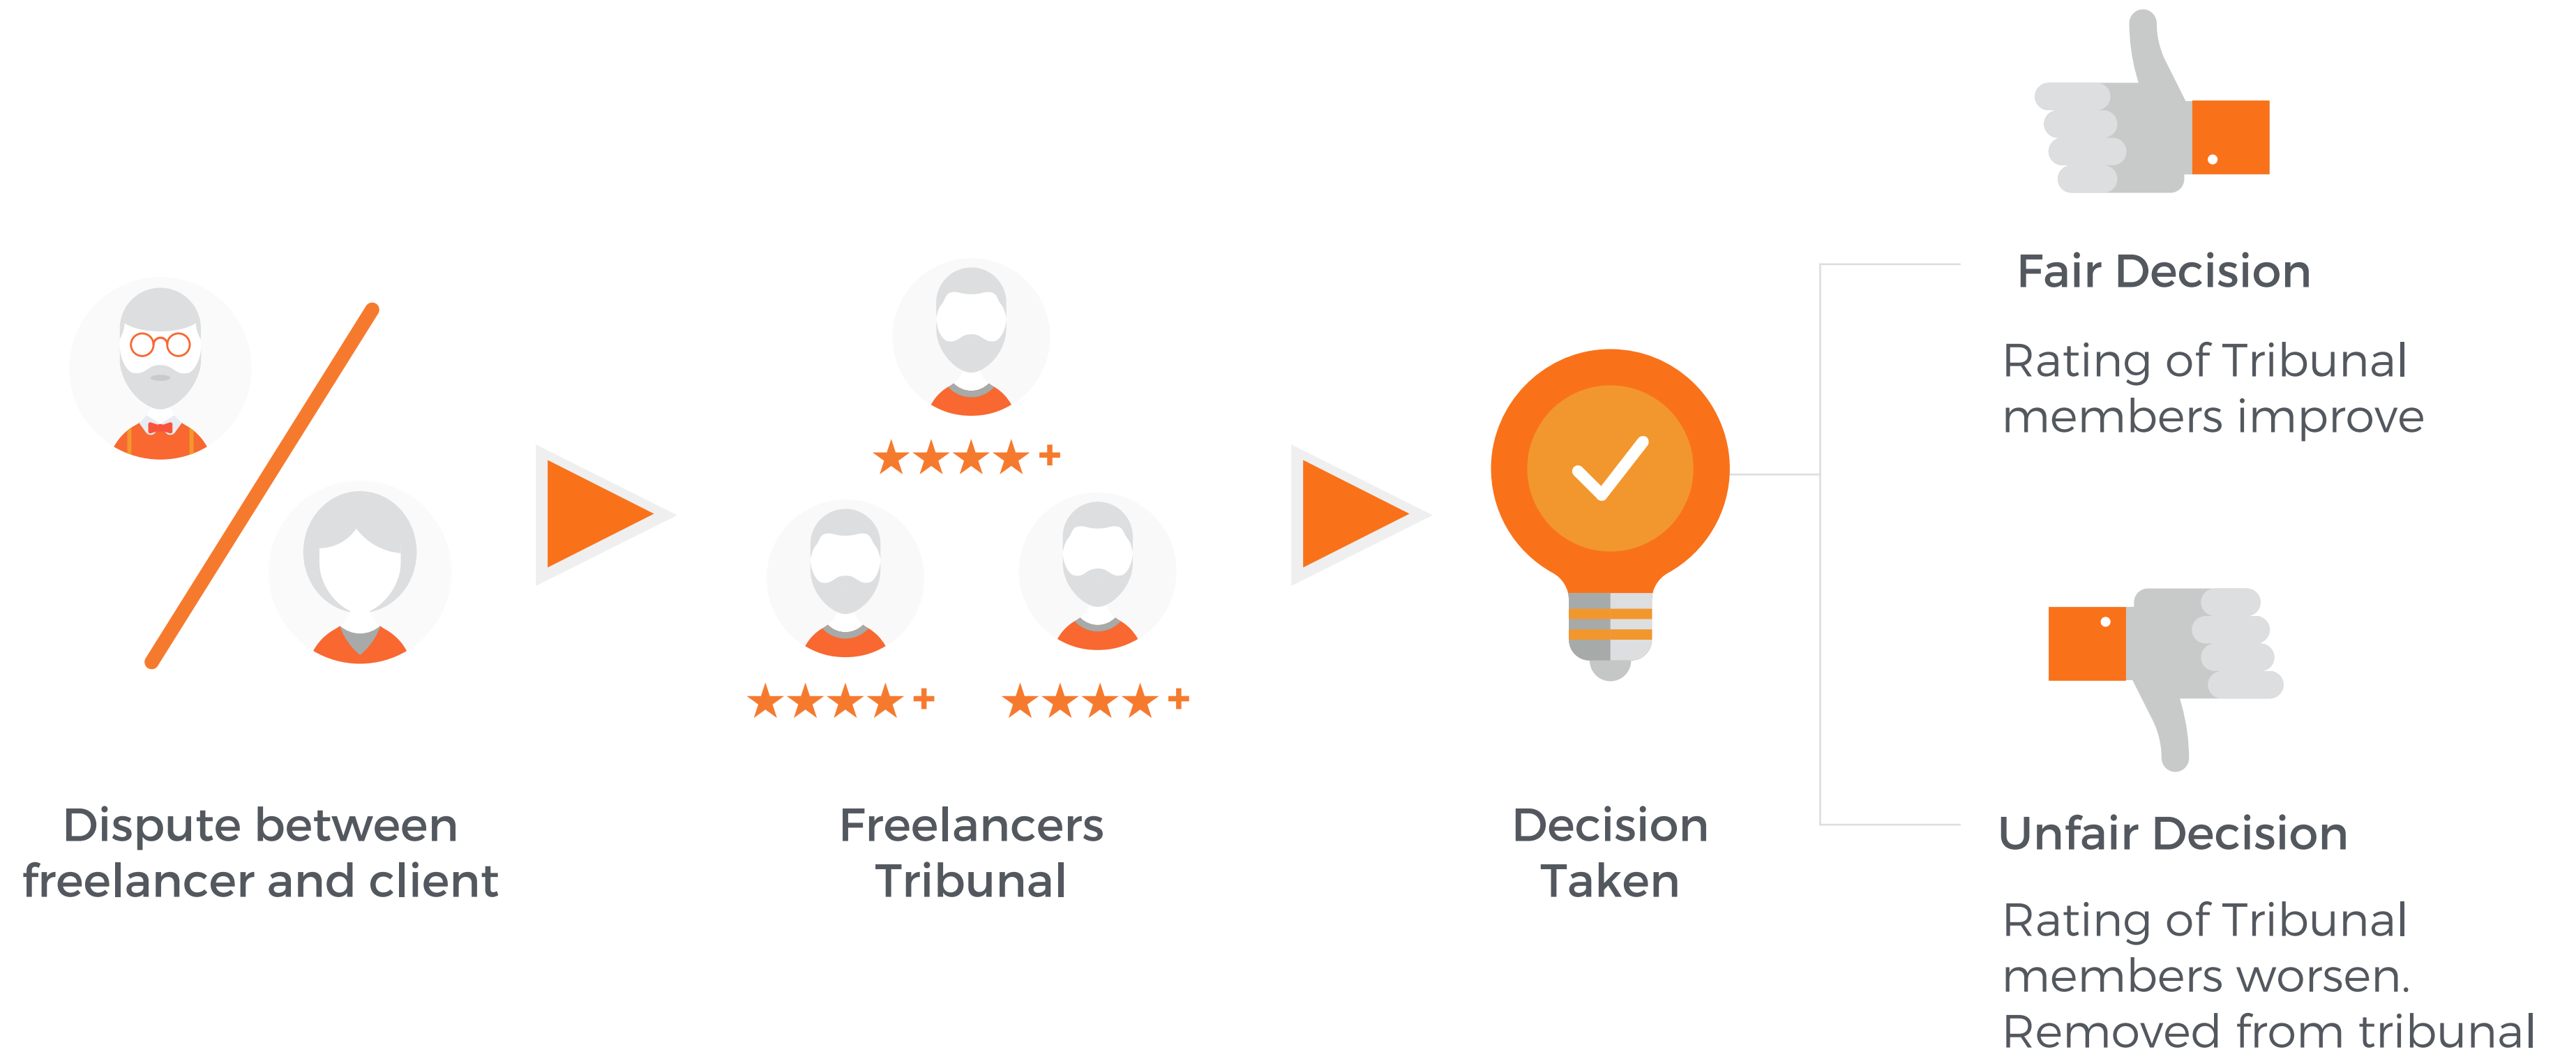 Dispute between
freelancer and client
+
+
+
Freelancers
Tribunal
Decision
Taken
Fair Decision
Rating of Tribunal
members improve
Unfair Decision
Rating of Tribunal
members worsen.
Removed from tribunal